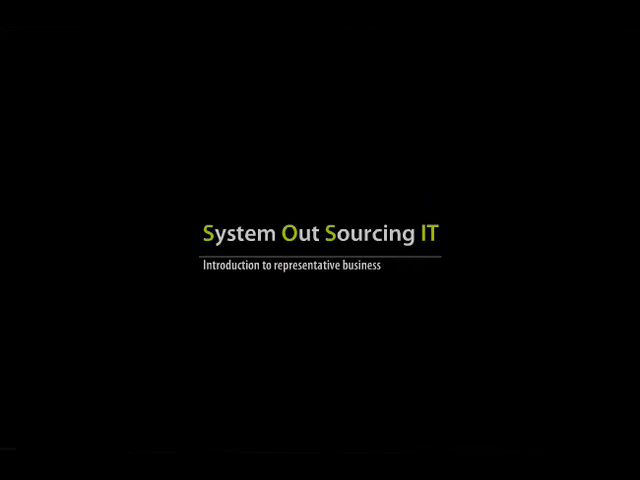 System Out Sourcing IT
Introduction to representative business